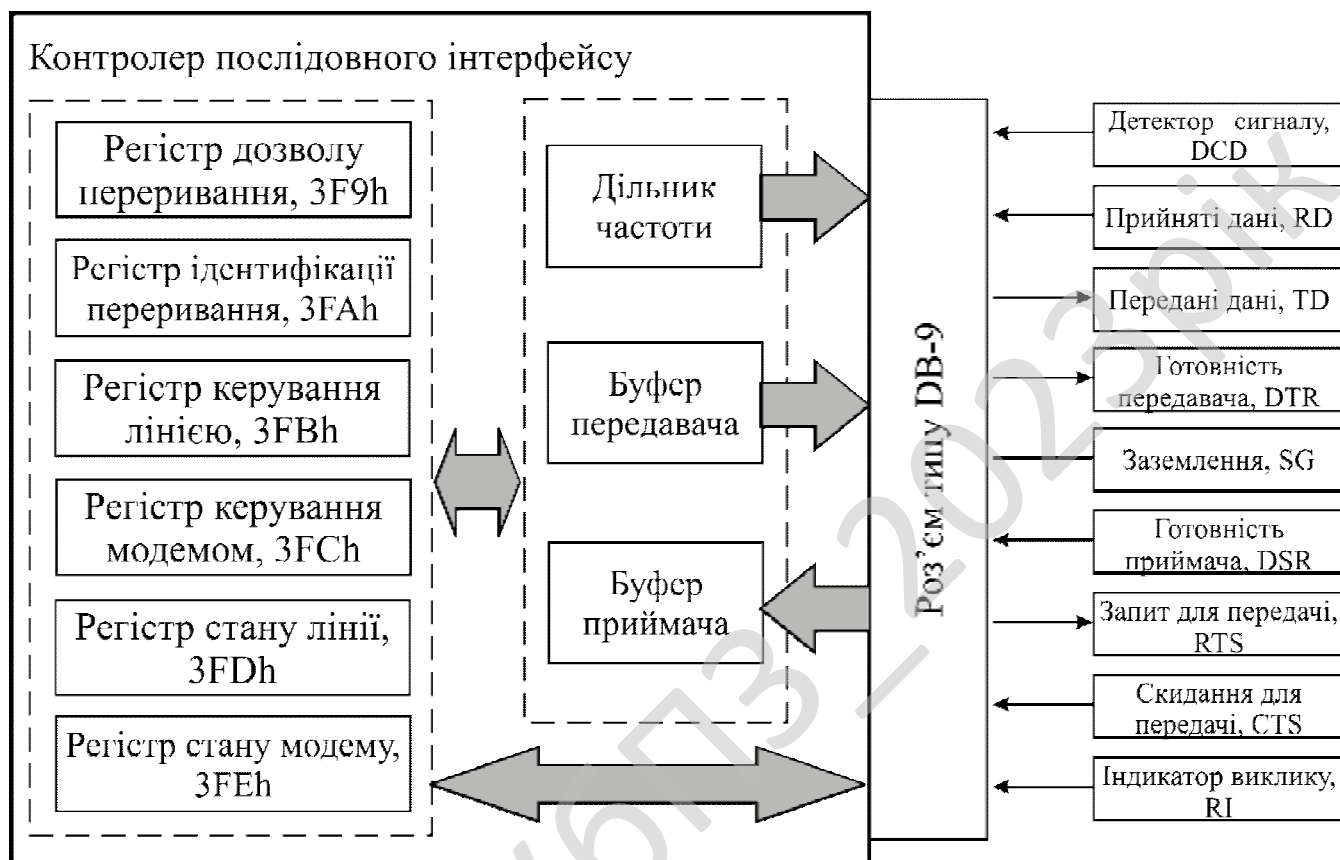 Контролер послідовного інтерфейсу
Регістр дозволу
переривання, 3F9h
Регістр ідентифікації
переривання, 3FAh
Регістр керування
лінією, 3FBh
Регістр керування
модемом, 3FCh
Регістр стану лінії,
3FDh
Регістр стану модему,
3FEh
Дільник
частоти
Буфер
передавача
Буфер
приймача
Роз’єм типу DB-9
Детектор сигналу,
DCD
Прийняті дані, RD
Передані дані, TD
Готовність
передавача, DTR
Заземлення, SG
Готовність
приймача, DSR
Запит для передачі,
RTS
Скидання для
передачі, CTS
Індикатор виклику,
RI
бПЗ_2023рік